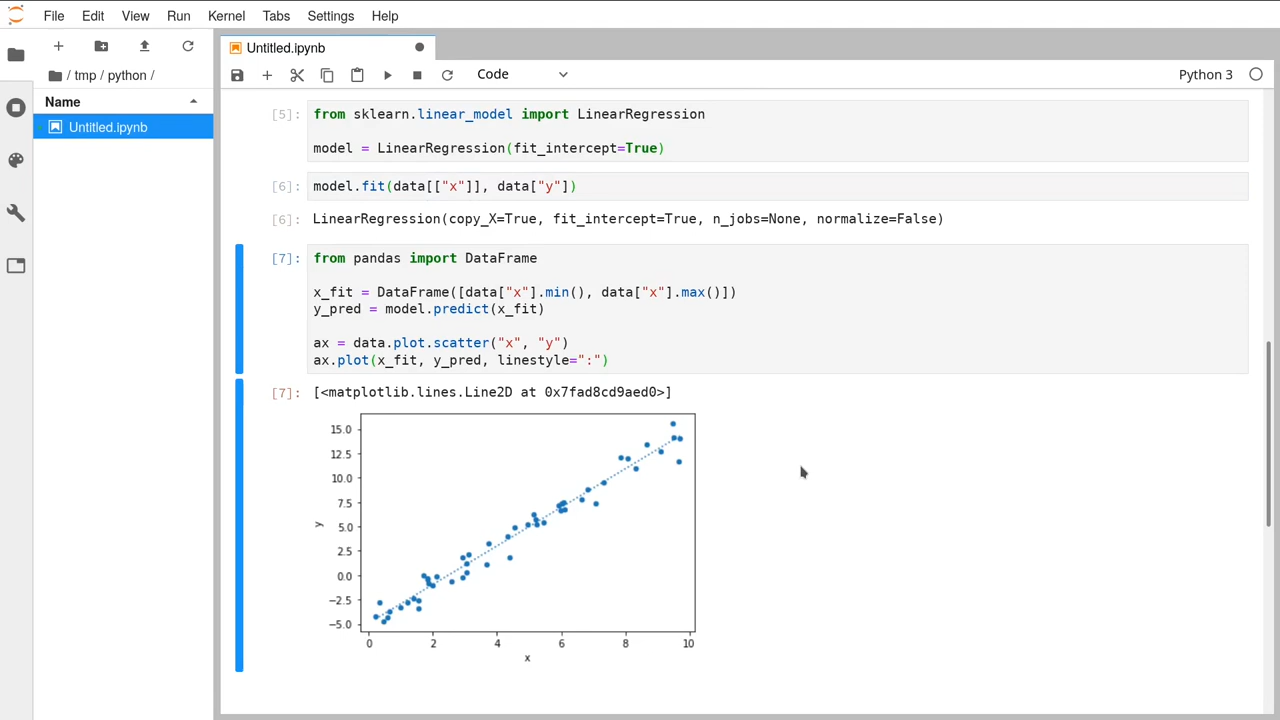 File Edit View Run Kernel Tabs Settings Help
Untitled.ipynb
Code
Python 3
/ tmp / python /
Name
Untitled.ipynb
[5]: from sklearn.linear_model import LinearRegression
model = LinearRegression(fit_intercept=True)
[6]: model.fit(data[["x"]], data["y"])
[6]: LinearRegression(copy_X=True, fit_intercept=True, n_jobs=None, normalize=False)
[7]: from pandas import DataFrame
x_fit = DataFrame([data["x"].min(), data["x"].max()])
y_pred = model.predict(x_fit)
ax = data.plot.scatter("x", "y")
ax.plot(x_fit, y_pred, linestyle=":")
[7]: [<matplotlib.lines.Line2D at 0x7fad8cd9aed0>]
15.0
12.5
10.0
7.5
5.0
2.5
0.0
−2.5
−5.0
y
0 2 4 6 8 10
x